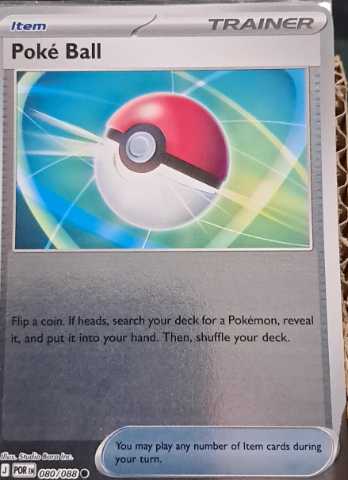 Item
TRAINER
Poké Ball
Flip a coin. If heads, search your deck for a Pokémon, reveal
it, and put it into your hand. Then, shuffle your deck.
illus. Studio Bora Inc.
J POR EN 080/088
You may play any number of Item cards during
your turn.